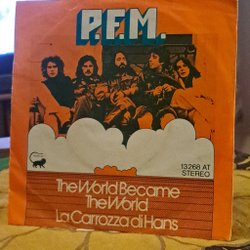 P.F.M.
13268 AT
STEREO
The World Became
The World
La Carrozza di Hans